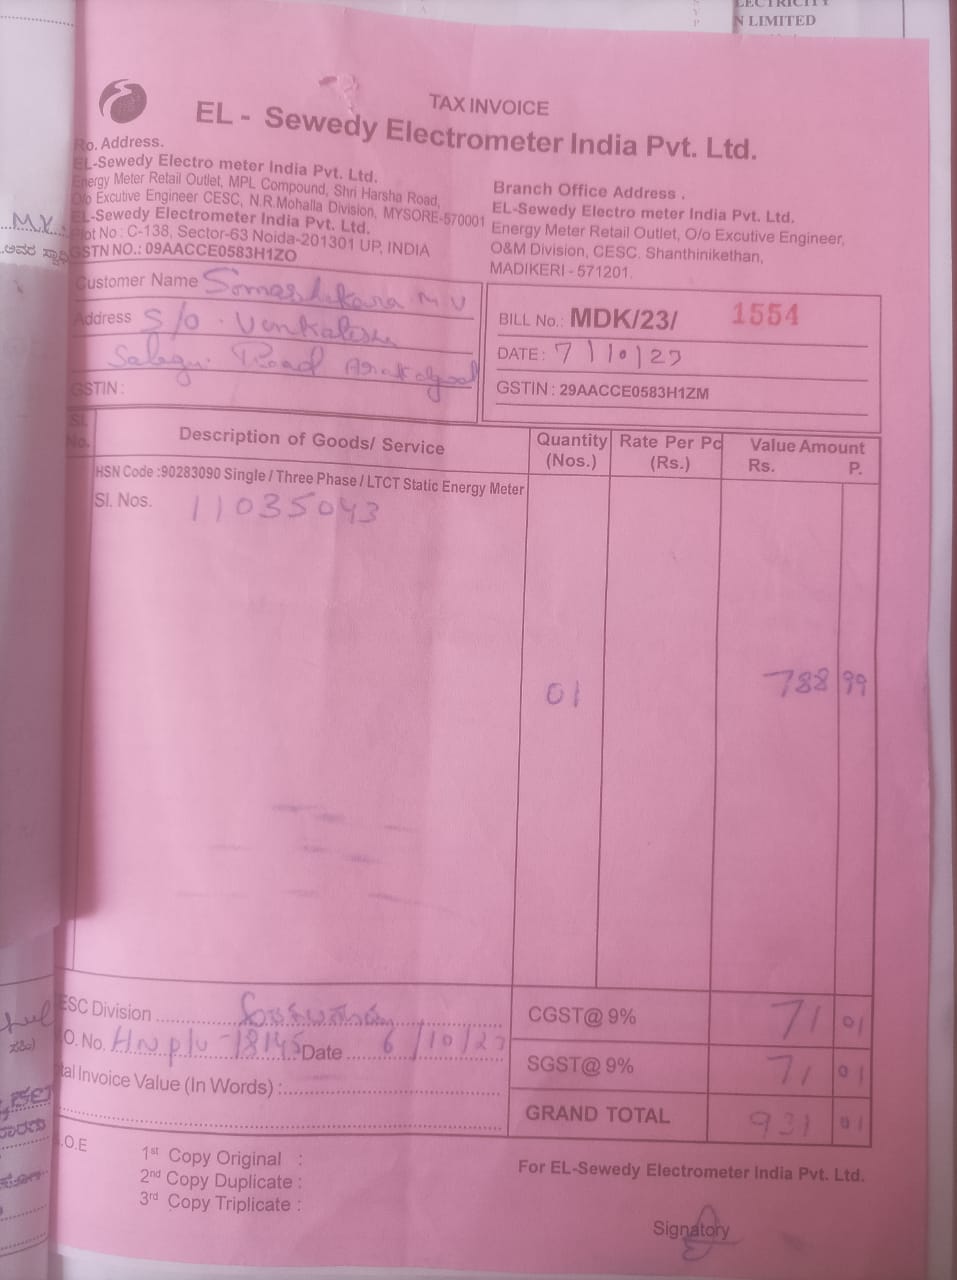 LECTRICITY
N LIMITED
TAX INVOICE
EL - Sewedy Electrometer India Pvt. Ltd.
Ro. Address.
EL-Sewedy Electro meter India Pvt. Ltd.
Energy Meter Retail Outlet, MPL Compound, Shri Harsha Road,
O/o Excutive Engineer CESC, N.R.Mohalla Division, MYSORE-570001
EL-Sewedy Electrometer India Pvt. Ltd.
Plot No : C-138, Sector-63 Noida-201301 UP, INDIA
GSTN NO.: 09AACCE0583H1ZO
Branch Office Address .
EL-Sewedy Electro meter India Pvt. Ltd.
Energy Meter Retail Outlet, O/o Excutive Engineer,
O&M Division, CESC. Shanthinikethan,
MADIKERI - 571201.
Customer Name Somashekara M V
Address S/o. Venkatesh
Road
GSTIN :
BILL No.: MDK/23/ 1554
DATE : 7/10/23
GSTIN : 29AACCE0583H1ZM
Sl. No. Description of Goods/ Service Quantity (Nos.) Rate Per Pc (Rs.) Value Amount Rs. P.
HSN Code :90283090 Single / Three Phase / LTCT Static Energy Meter
Sl. Nos. 11035043
01 788 99
ESC Division
O. No. Date 6/10/23
tal Invoice Value (In Words) :
CGST@ 9% 71 01
SGST@ 9% 71 01
GRAND TOTAL 931 01
.O.E
1st Copy Original :
2nd Copy Duplicate :
3rd Copy Triplicate :
For EL-Sewedy Electrometer India Pvt. Ltd.
Signatory